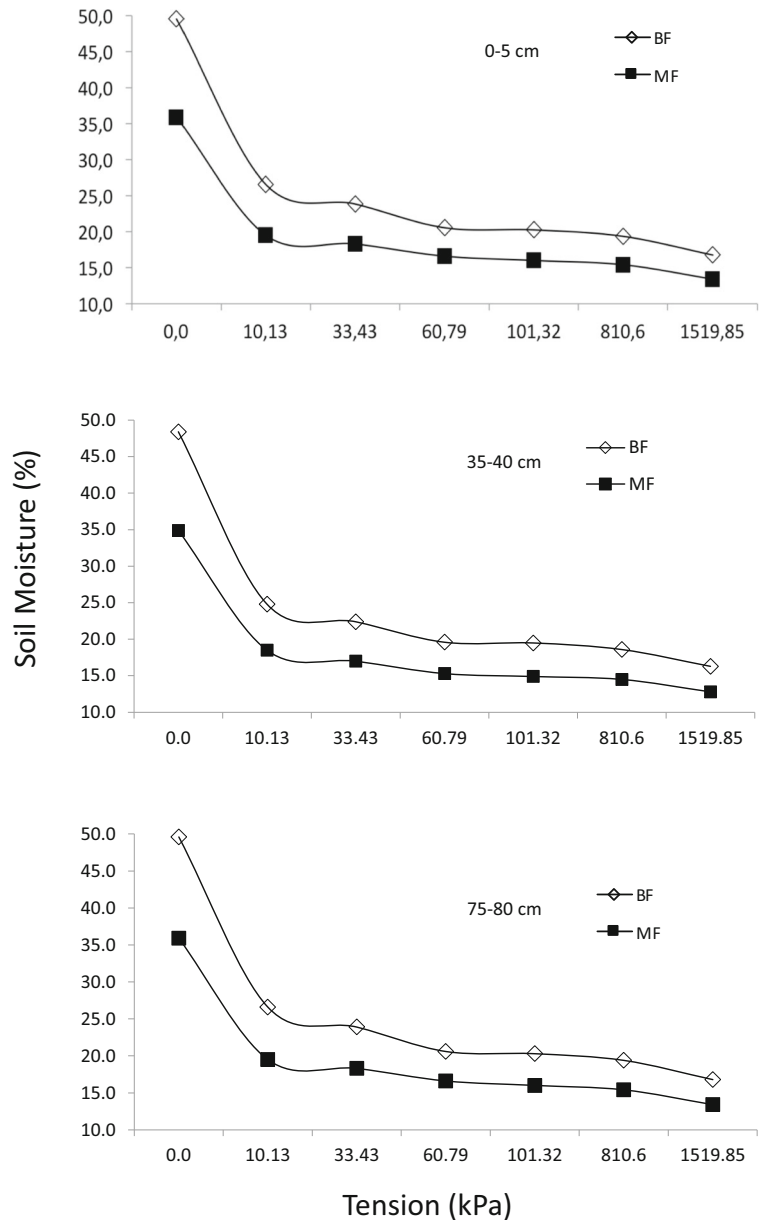 50,0
45,0
40,0
35,0
30,0
25,0
20,0
15,0
10,0
0-5 cm
BF
MF
0,0 10,13 33,43 60,79 101,32 810,6 1519,85
Soil Moisture (%)
50.0
45.0
40.0
35.0
30.0
25.0
20.0
15.0
10.0
35-40 cm
BF
MF
0.0 10.13 33.43 60.79 101.32 810.6 1519.85
50.0
45.0
40.0
35.0
30.0
25.0
20.0
15.0
10.0
75-80 cm
BF
MF
0.0 10.13 33.43 60.79 101.32 810.6 1519.85
Tension (kPa)